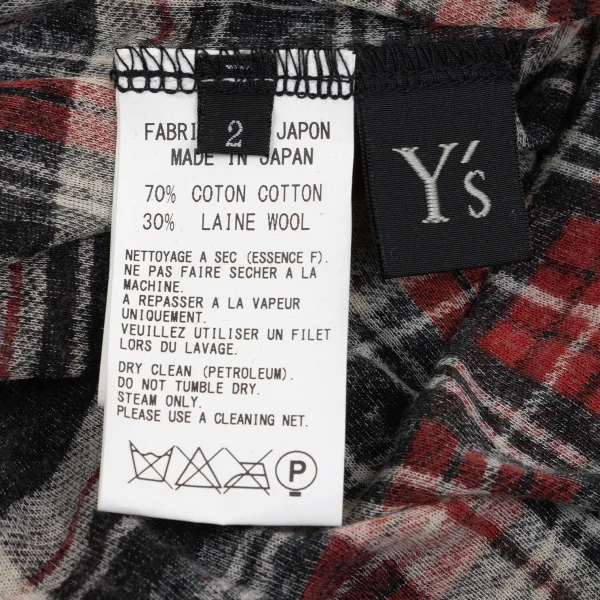 FABRI
2
JAPON
MADE IN JAPAN
70% COTON COTTON
30% LAINE WOOL
NETTOYAGE A SEC (ESSENCE F).
NE PAS FAIRE SECHER A LA
MACHINE.
A REPASSER A LA VAPEUR
UNIQUEMENT.
VEUILLEZ UTILISER UN FILET
LORS DU LAVAGE.
DRY CLEAN (PETROLEUM).
DO NOT TUMBLE DRY.
STEAM ONLY.
PLEASE USE A CLEANING NET.
P
Y's